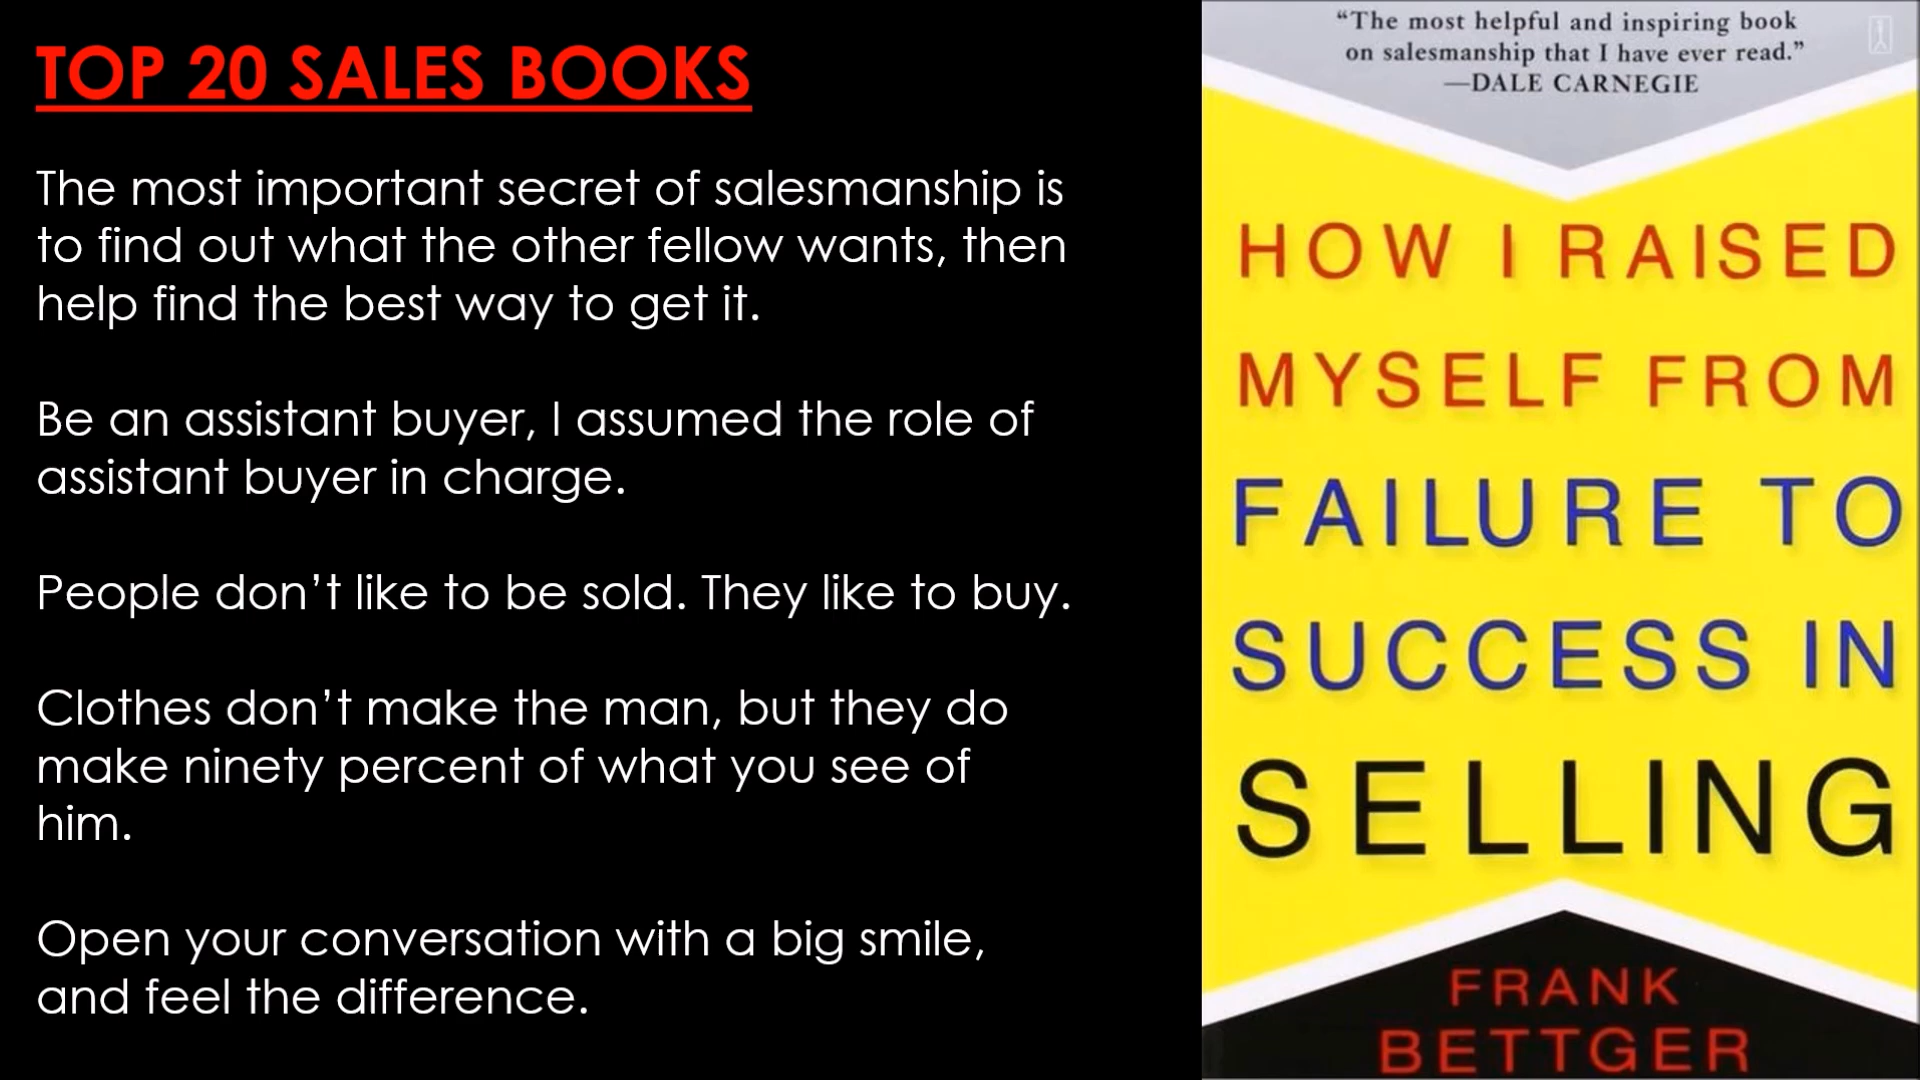 TOP 20 SALES BOOKS
The most important secret of salesmanship is
to find out what the other fellow wants, then
help find the best way to get it.
Be an assistant buyer, I assumed the role of
assistant buyer in charge.
People don’t like to be sold. They like to buy.
Clothes don’t make the man, but they do
make ninety percent of what you see of
him.
Open your conversation with a big smile,
and feel the difference.
“The most helpful and inspiring book
on salesmanship that I have ever read.”
—DALE CARNEGIE
HOW I RAISED
MYSELF FROM
FAILURE TO
SUCCESS IN
SELLING
FRANK
BETTGER